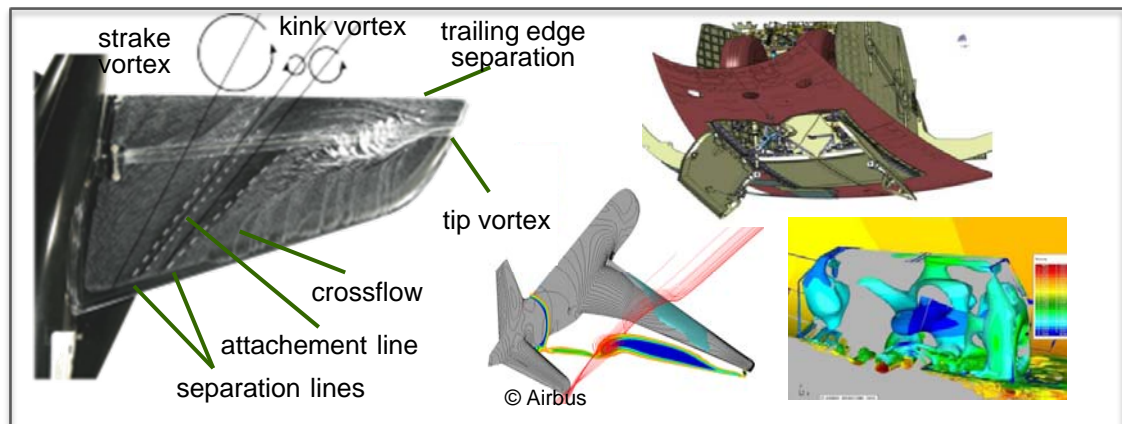 strake
vortex
kink vortex
trailing edge
separation
tip vortex
crossflow
attachement line
separation lines
© Airbus